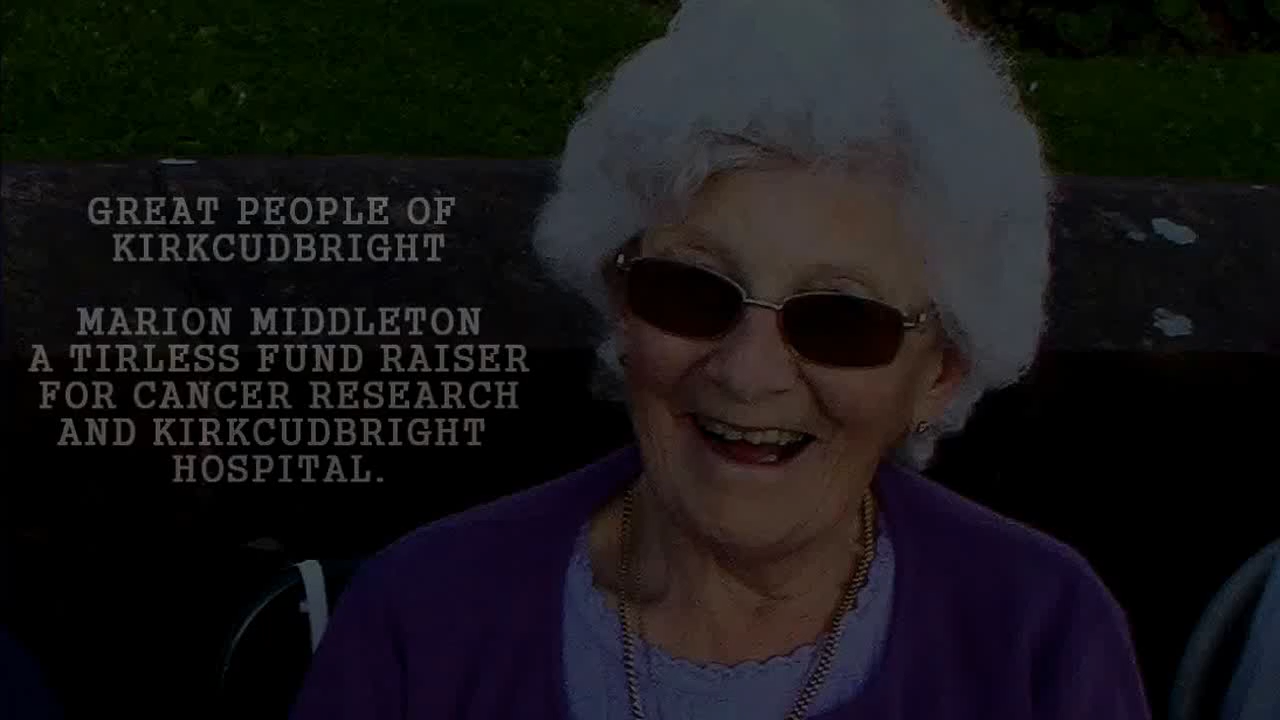 GREAT PEOPLE OF
KIRKCUDBRIGHT
MARION MIDDLETON
A TIRLESS FUND RAISER
FOR CANCER RESEARCH
AND KIRKCUDBRIGHT
HOSPITAL.